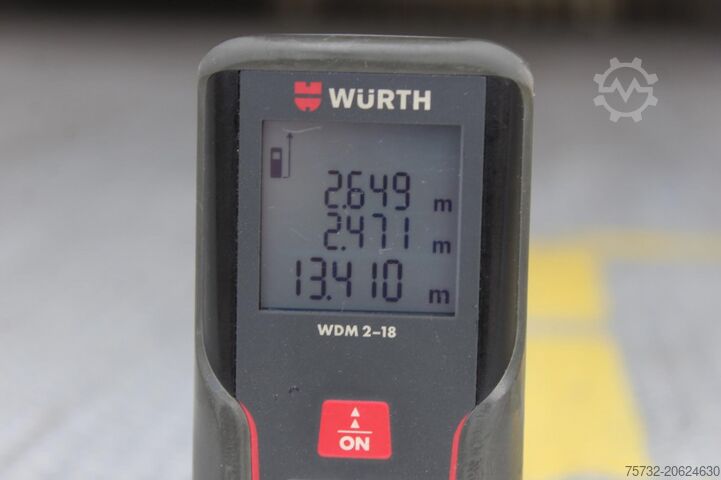 WÜRTH
2.649 m
2.471 m
13.410 m
WDM 2-18
ON
75732-20624630